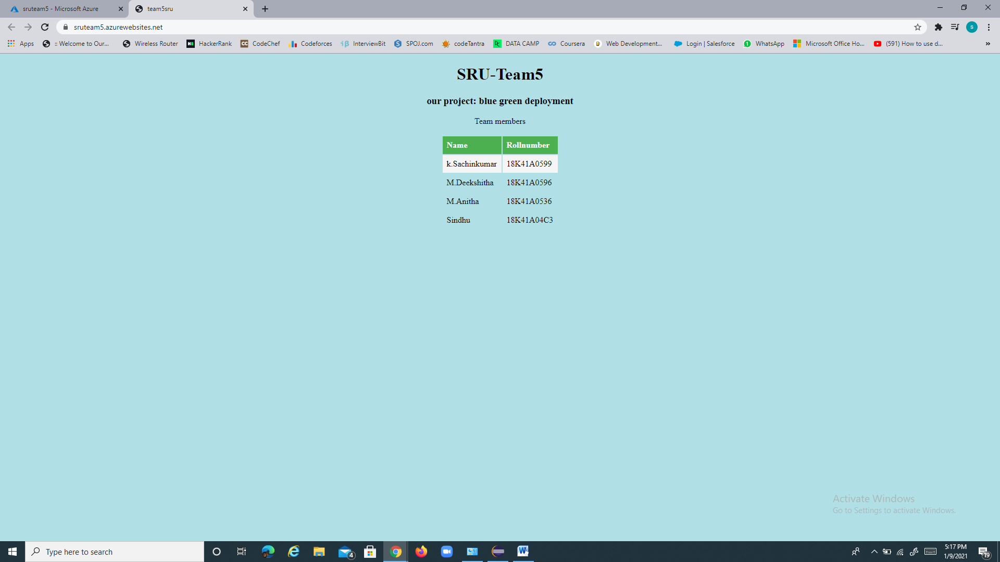 sruteam5 - Microsoft Azure
team5sru
sruteam5.azurewebsites.net
S
Apps :: Welcome to Our... Wireless Router HackerRank CodeChef Codeforces InterviewBit SPOJ.com codeTantra DATA CAMP Coursera Web Development... Login | Salesforce WhatsApp Microsoft Office Ho... (591) How to use d... »
SRU-Team5
our project: blue green deployment
Team members
Name Rollnumber
k.Sachinkumar 18K41A0599
M.Deekshitha 18K41A0596
M.Anitha 18K41A0536
Sindhu 18K41A04C3
Activate Windows
Go to Settings to activate Windows.
Type here to search
4
5:17 PM
1/9/2021
19